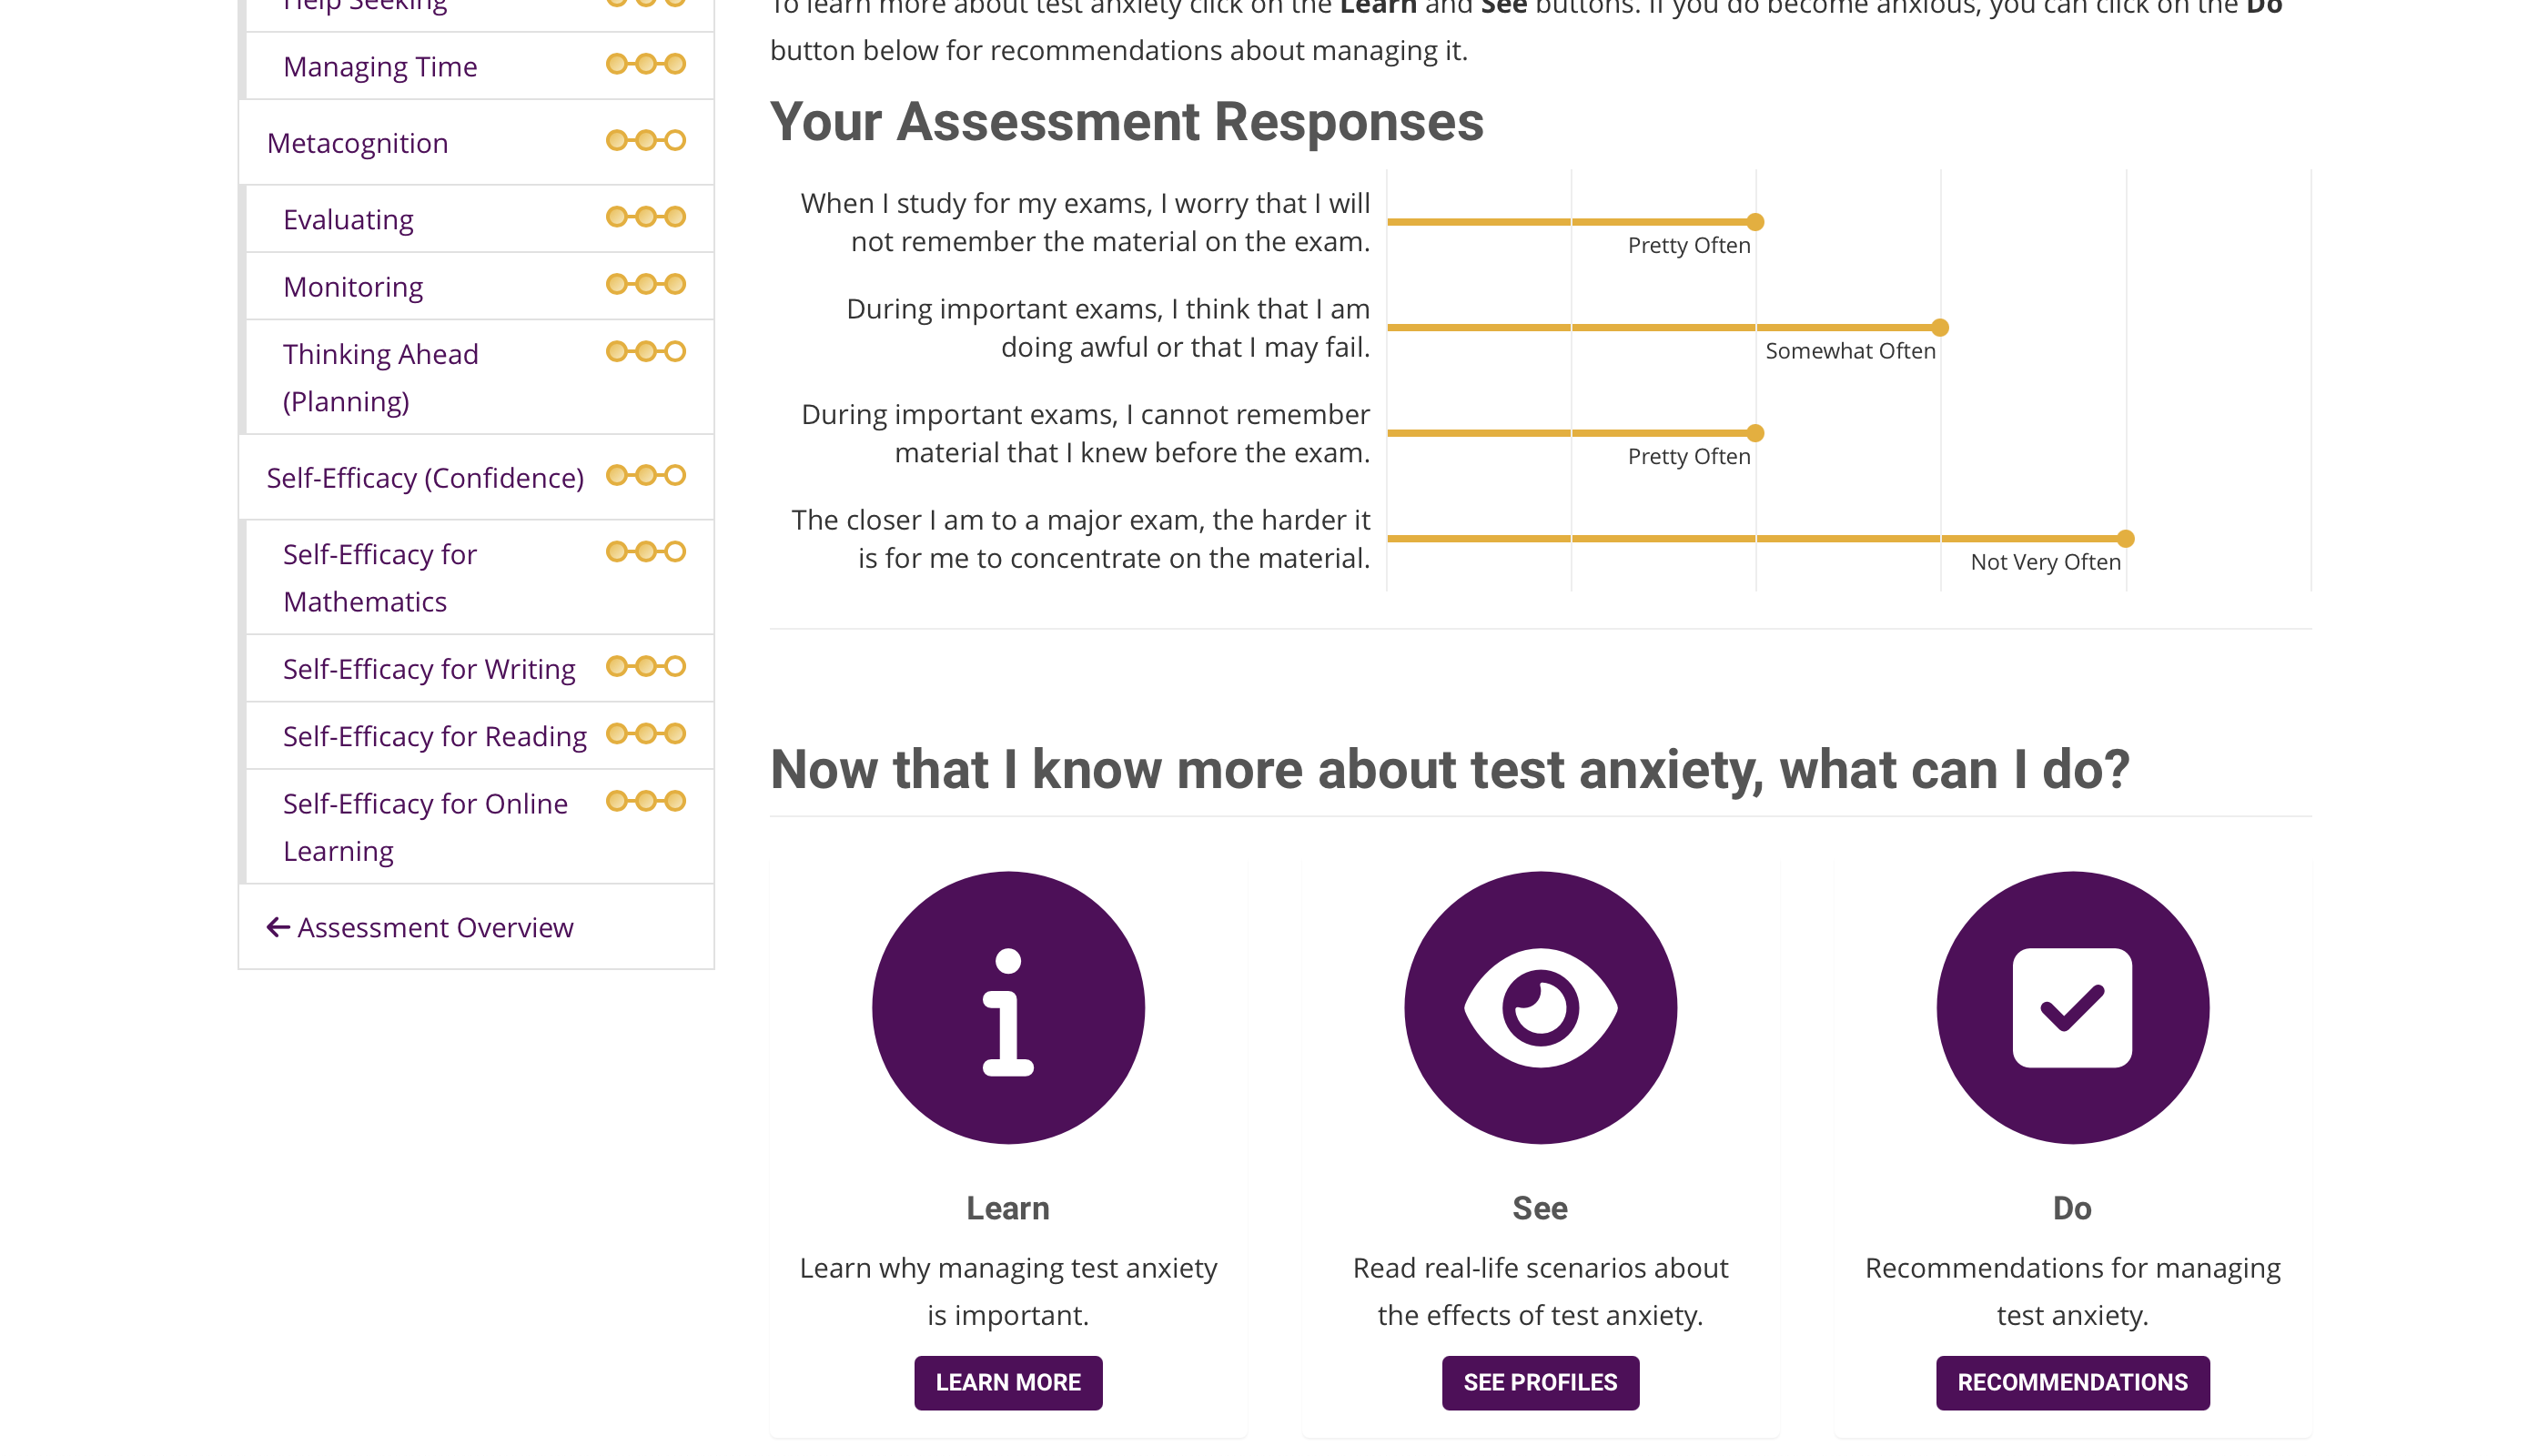 Help Seeking
Managing Time
Metacognition
Evaluating
Monitoring
Thinking Ahead
(Planning)
Self-Efficacy (Confidence)
Self-Efficacy for
Mathematics
Self-Efficacy for Writing
Self-Efficacy for Reading
Self-Efficacy for Online
Learning
Assessment Overview
To learn more about test anxiety click on the Learn and See buttons. If you do become anxious, you can click on the Do
button below for recommendations about managing it.
Your Assessment Responses
When I study for my exams, I worry that I will
not remember the material on the exam.
Pretty Often
During important exams, I think that I am
doing awful or that I may fail.
Somewhat Often
During important exams, I cannot remember
material that I knew before the exam.
Pretty Often
The closer I am to a major exam, the harder it
is for me to concentrate on the material.
Not Very Often
Now that I know more about test anxiety, what can I do?
Learn
Learn why managing test anxiety
is important.
LEARN MORE
See
Read real-life scenarios about
the effects of test anxiety.
SEE PROFILES
Do
Recommendations for managing
test anxiety.
RECOMMENDATIONS